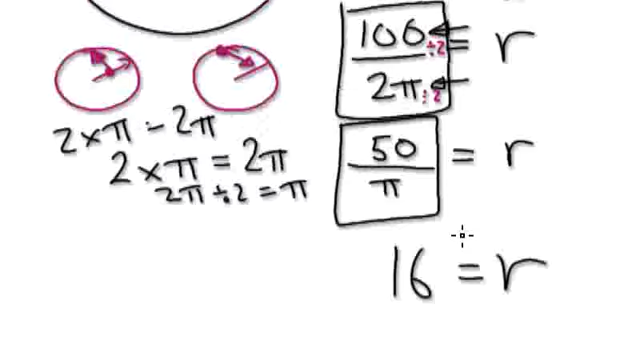 100 ÷2
——— = r
2π ÷2
2×π = 2π
2×π = 2π
2π ÷2 = π
50
— = r
π
16 = r